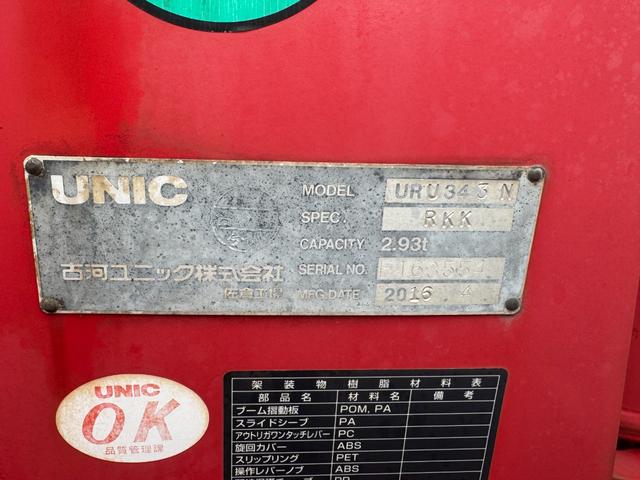 UNIC
MODEL URU343N
SPEC. RKK
CAPACITY 2.93t
古河ユニック株式会社
SERIAL NO.
佐倉工場
MFG.DATE 2016 4
UNIC
OK
品質管理課
架装物樹脂材料表
部品名 材料名 備考
ブーム摺動板 POM, PA
スライドシーブ PA
アウトリガワンタッチレバー PC
旋回カバー ABS
スリップリング PET
操作レバーノブ ABS